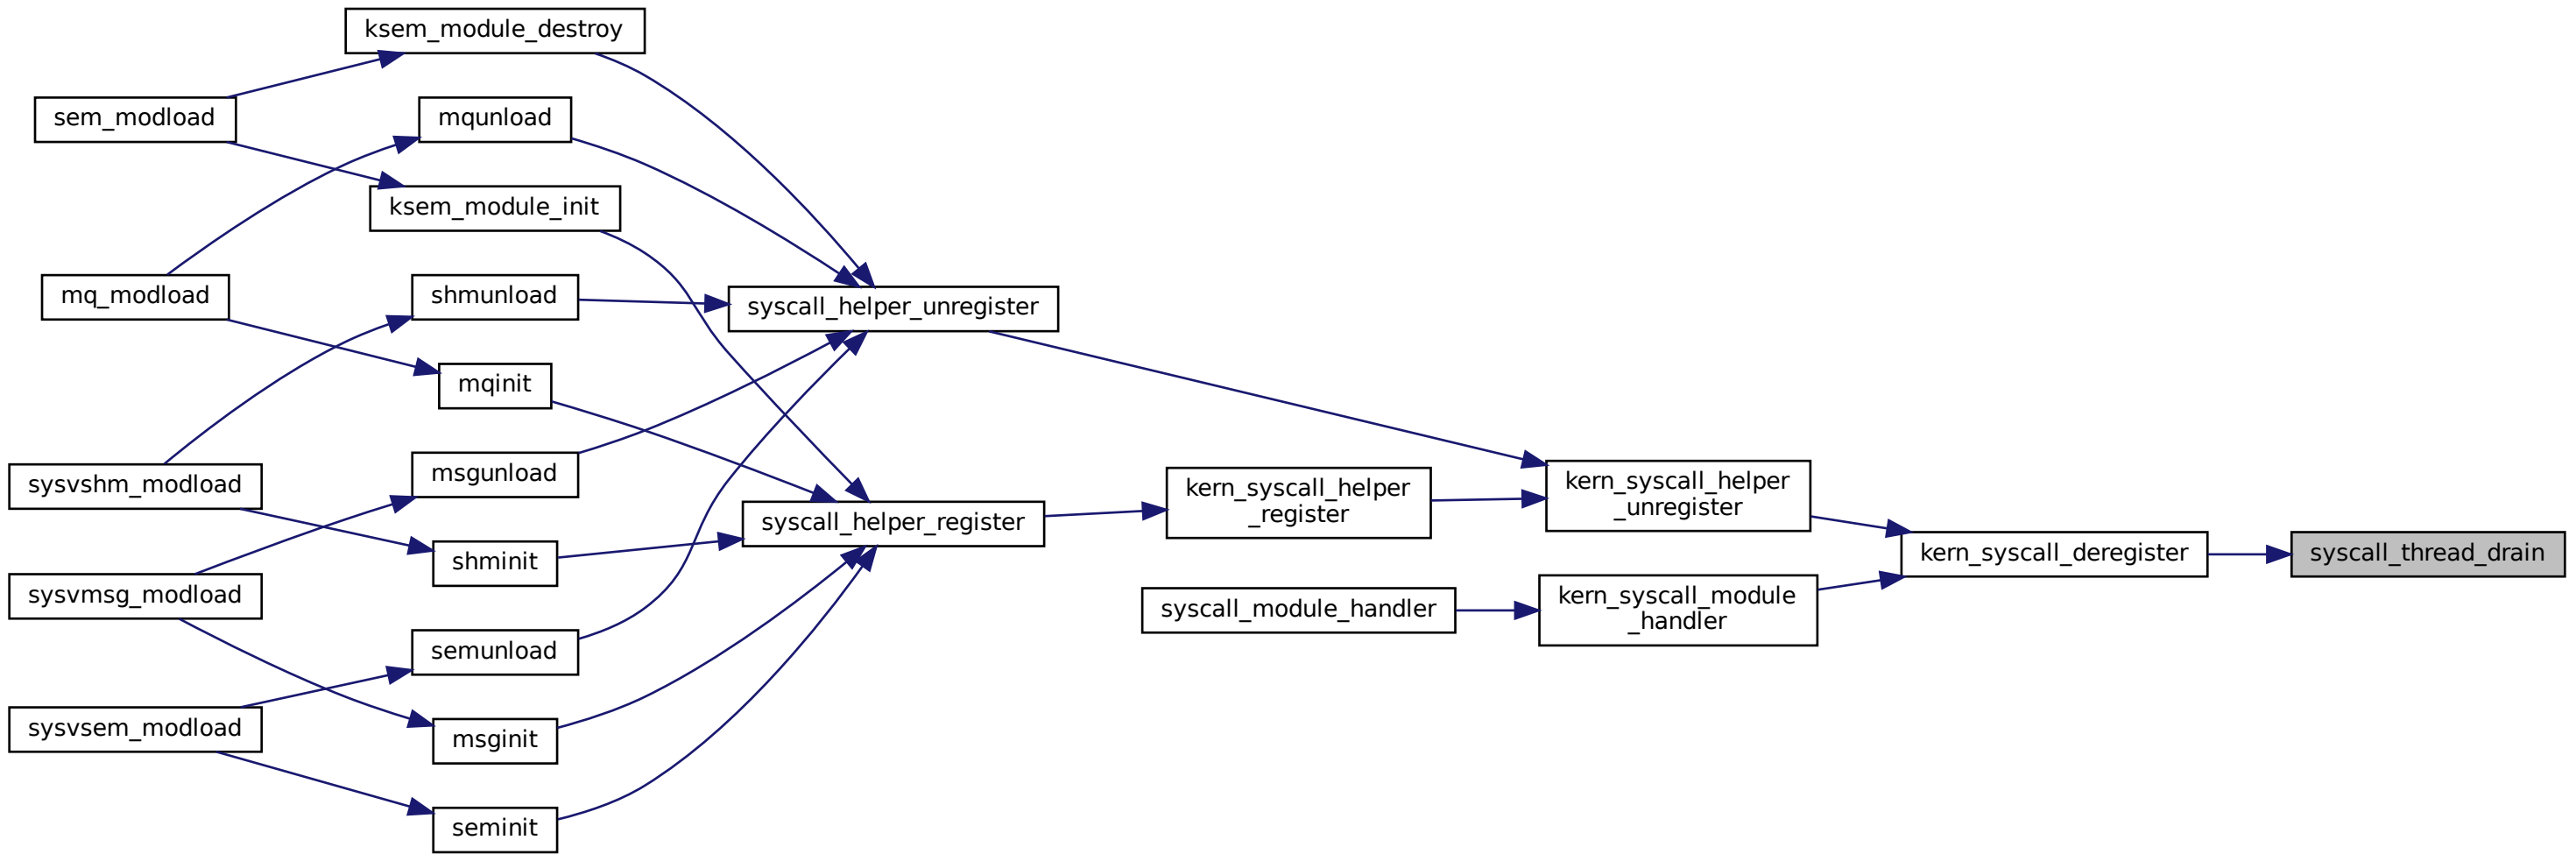 ksem_module_destroy
sem_modload
mqunload
ksem_module_init
mq_modload
shmunload
syscall_helper_unregister
mqinit
sysvshm_modload
msgunload
kern_syscall_helper
_register
kern_syscall_helper
_unregister
syscall_helper_register
shminit
kern_syscall_deregister
syscall_thread_drain
sysvmsg_modload
syscall_module_handler
kern_syscall_module
_handler
semunload
sysvsem_modload
msginit
seminit